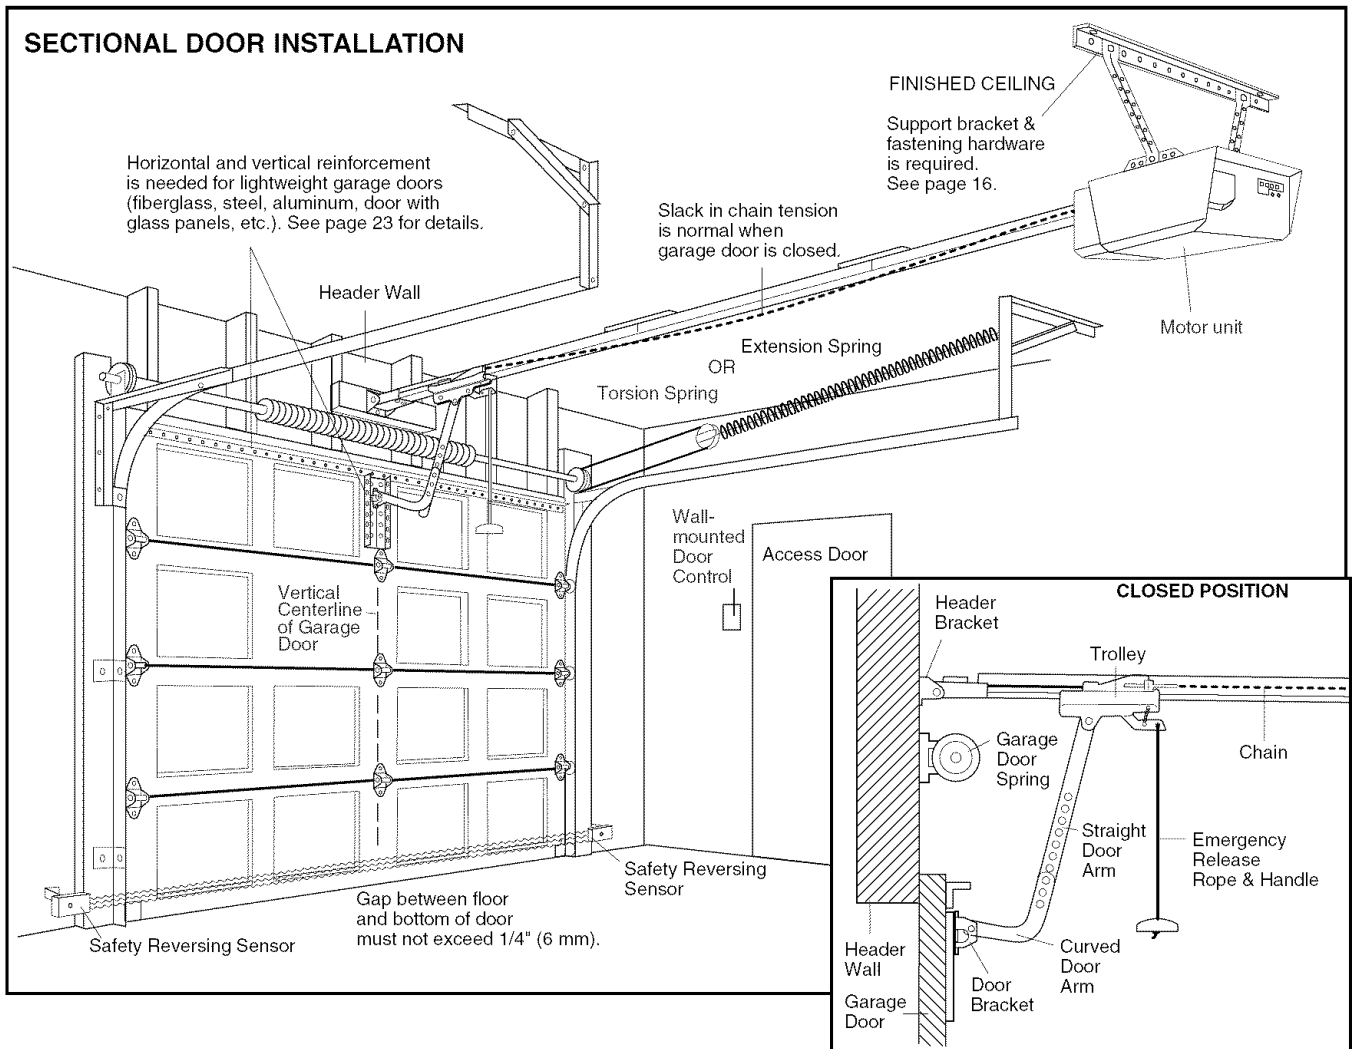 SECTIONAL DOOR INSTALLATION
FINISHED CEILING
Support bracket &
fastening hardware
is required.
See page 16.
Horizontal and vertical reinforcement
is needed for lightweight garage doors
(fiberglass, steel, aluminum, door with
glass panels, etc.). See page 23 for details.
Slack in chain tension
is normal when
garage door is closed.
Header Wall
Motor unit
Extension Spring
OR
Torsion Spring
Wall-
mounted
Door
Control
Access Door
Vertical
Centerline
of Garage
Door
Safety Reversing
Sensor
Gap between floor
and bottom of door
must not exceed 1/4" (6 mm).
Safety Reversing Sensor
CLOSED POSITION
Header
Bracket
Trolley
Chain
Garage
Door
Spring
Straight
Door
Arm
Emergency
Release
Rope & Handle
Header
Wall
Curved
Door
Arm
Door
Bracket
Garage
Door